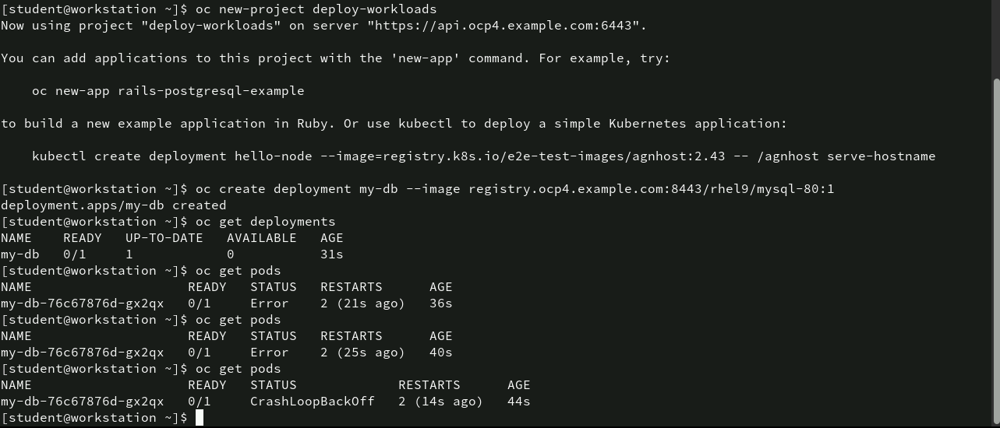 [student@workstation ~]$ oc new-project deploy-workloads
Now using project "deploy-workloads" on server "https://api.ocp4.example.com:6443".
You can add applications to this project with the 'new-app' command. For example, try:
    oc new-app rails-postgresql-example
to build a new example application in Ruby. Or use kubectl to deploy a simple Kubernetes application:
    kubectl create deployment hello-node --image=registry.k8s.io/e2e-test-images/agnhost:2.43 -- /agnhost serve-hostname
[student@workstation ~]$ oc create deployment my-db --image registry.ocp4.example.com:8443/rhel9/mysql-80:1
deployment.apps/my-db created
[student@workstation ~]$ oc get deployments
NAME    READY   UP-TO-DATE   AVAILABLE   AGE
my-db   0/1     1            0           31s
[student@workstation ~]$ oc get pods
NAME                    READY   STATUS   RESTARTS      AGE
my-db-76c67876d-gx2qx   0/1     Error    2 (21s ago)   36s
[student@workstation ~]$ oc get pods
NAME                    READY   STATUS   RESTARTS      AGE
my-db-76c67876d-gx2qx   0/1     Error    2 (25s ago)   40s
[student@workstation ~]$ oc get pods
NAME                    READY   STATUS             RESTARTS      AGE
my-db-76c67876d-gx2qx   0/1     CrashLoopBackOff   2 (14s ago)   44s
[student@workstation ~]$